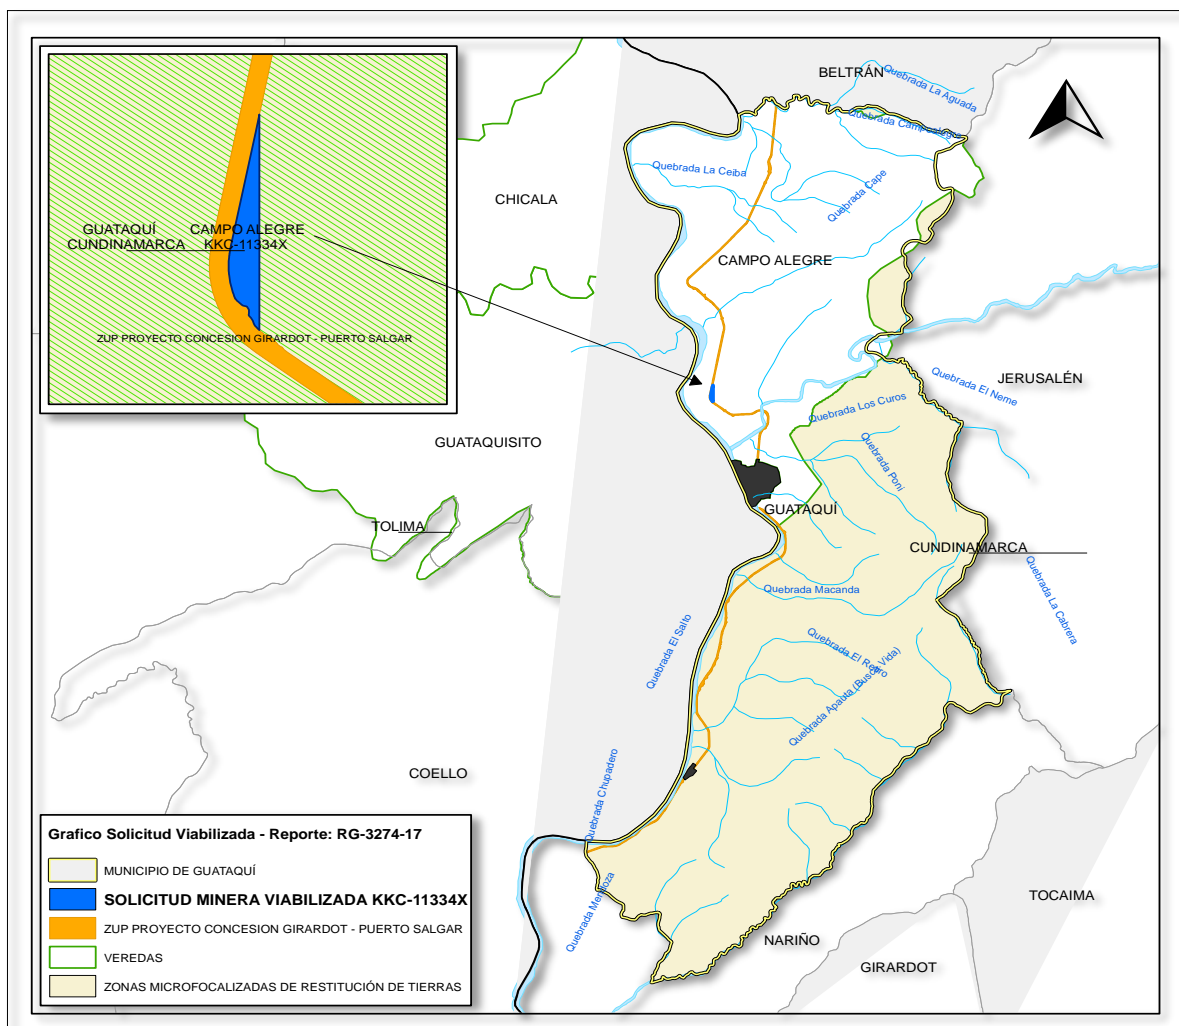 BELTRÁN
Quebrada La Aguada
Quebrada Campoalegre
CHICALA
Quebrada La Ceiba
Quebrada Cape
GUATAQUÍ
CUNDINAMARCA
CAMPO ALEGRE
KKC-11334X
CAMPO ALEGRE
ZUP PROYECTO CONCESION GIRARDOT - PUERTO SALGAR
JERUSALÉN
Quebrada El Neme
Quebrada Los Curos
GUATAQUISITO
Quebrada Poní
TOLIMA
GUATAQUÍ
CUNDINAMARCA
Quebrada La Cabrera
Quebrada Macanda
Quebrada El Salto
Quebrada El Retiro
Quebrada Apauta (Busca Vida)
COELLO
Quebrada Chupadero
Grafico Solicitud Viabilizada - Reporte: RG-3274-17
MUNICIPIO DE GUATAQUÍ
SOLICITUD MINERA VIABILIZADA KKC-11334X
ZUP PROYECTO CONCESION GIRARDOT - PUERTO SALGAR
VEREDAS
ZONAS MICROFOCALIZADAS DE RESTITUCIÓN DE TIERRAS
Quebrada Mendoza
TOCAIMA
NARIÑO
GIRARDOT